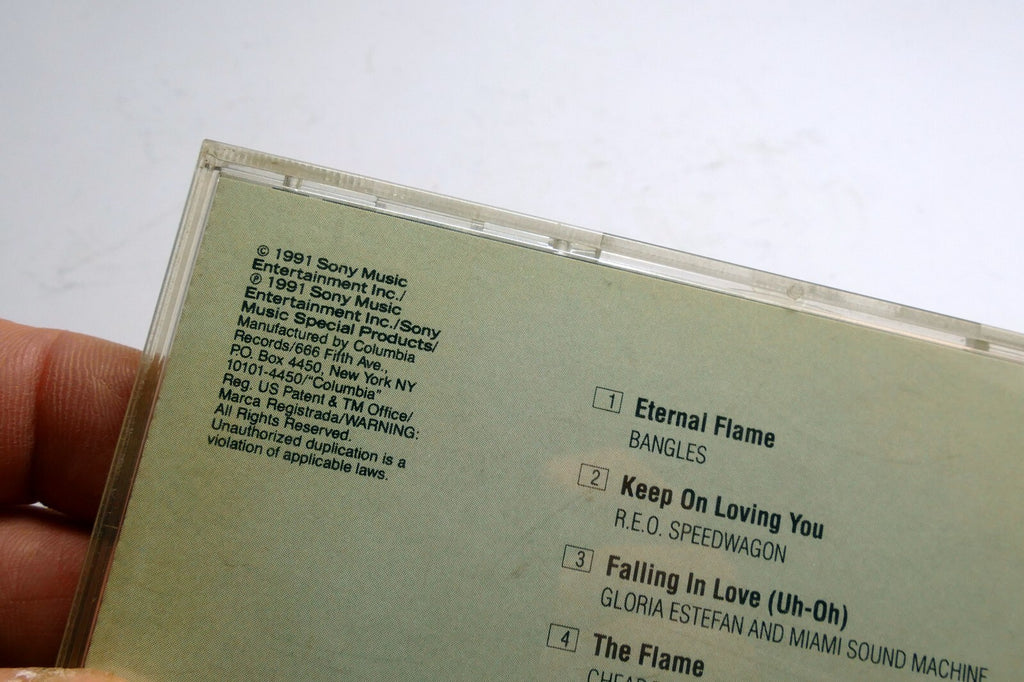 © 1991 Sony Music
Entertainment Inc./
℗ 1991 Sony Music
Entertainment Inc./Sony
Music Special Products/
Manufactured by Columbia
Records/666 Fifth Ave.,
P.O. Box 4450, New York NY
10101-4450/"Columbia"
Reg. US Patent & TM Office/
Marca Registrada/WARNING:
All Rights Reserved.
Unauthorized duplication is a
violation of applicable laws.
1 Eternal Flame
BANGLES
2 Keep On Loving You
R.E.O. SPEEDWAGON
3 Falling In Love (Uh-Oh)
GLORIA ESTEFAN AND MIAMI SOUND MACHINE
4 The Flame